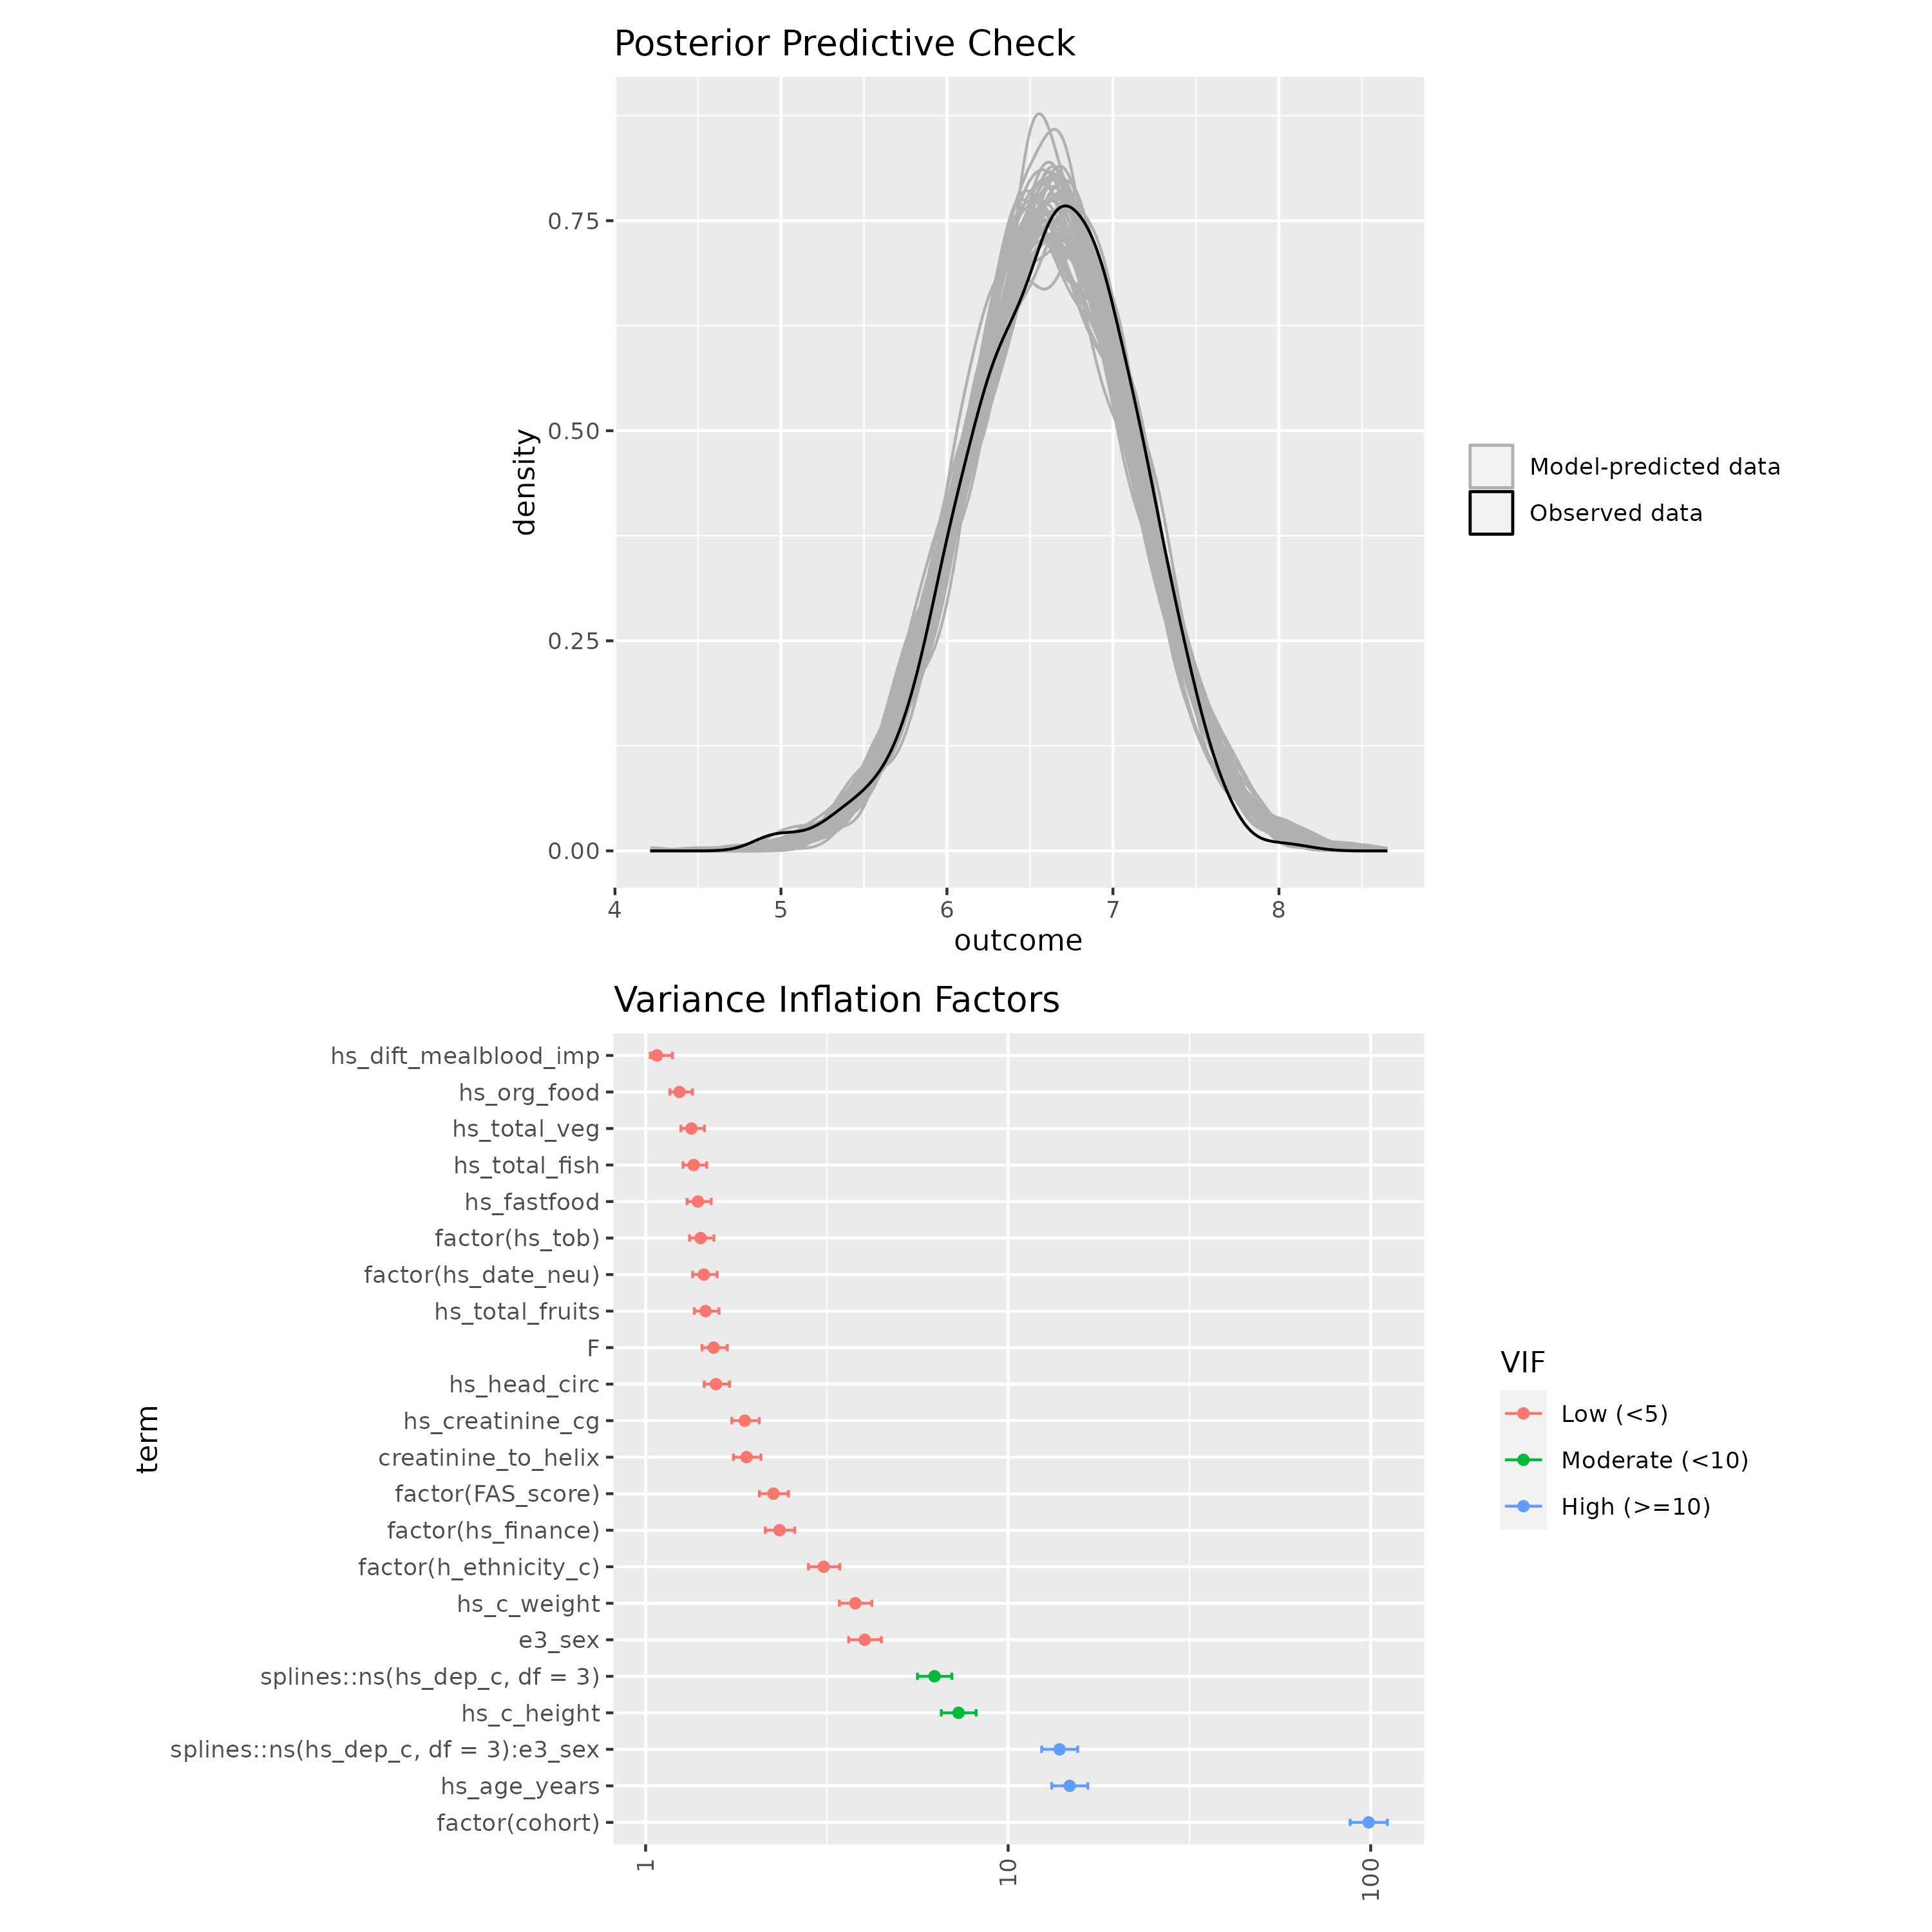 Posterior Predictive Check
density
0.75
0.50
0.25
0.00
4 5 6 7 8
outcome
Model-predicted data
Observed data
Variance Inflation Factors
term
hs_dift_mealblood_imp
hs_org_food
hs_total_veg
hs_total_fish
hs_fastfood
factor(hs_tob)
factor(hs_date_neu)
hs_total_fruits
F
hs_head_circ
hs_creatinine_cg
creatinine_to_helix
factor(FAS_score)
factor(hs_finance)
factor(h_ethnicity_c)
hs_c_weight
e3_sex
splines::ns(hs_dep_c, df = 3)
hs_c_height
splines::ns(hs_dep_c, df = 3):e3_sex
hs_age_years
factor(cohort)
1 10 100
VIF
Low (<5)
Moderate (<10)
High (>=10)